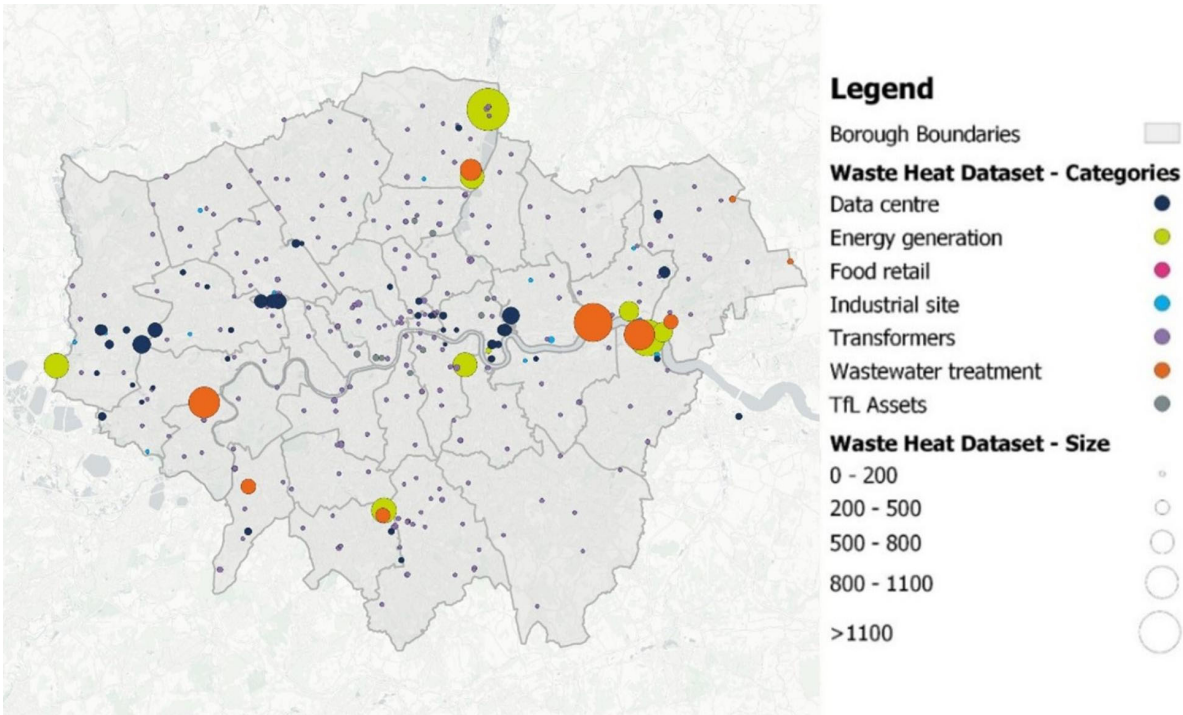 Legend
Borough Boundaries
Waste Heat Dataset - Categories
Data centre
Energy generation
Food retail
Industrial site
Transformers
Wastewater treatment
TfL Assets
Waste Heat Dataset - Size
0 - 200
200 - 500
500 - 800
800 - 1100
>1100